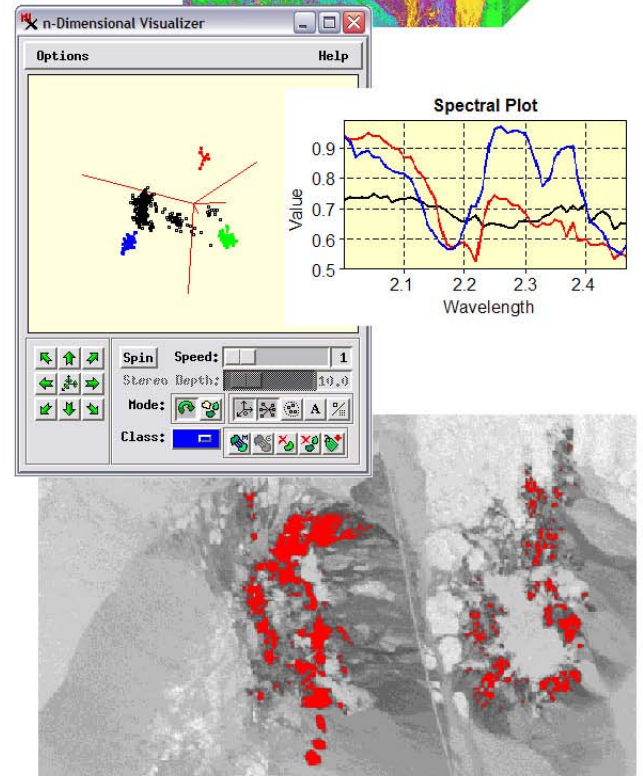 n-Dimensional Visualizer
Options Help
Spectral Plot
Value
0.9
0.8
0.7
0.6
0.5
2.1 2.2 2.3 2.4
Wavelength
Spin Speed: 1
Stereo Depth: 10.0
Mode: A
Class: